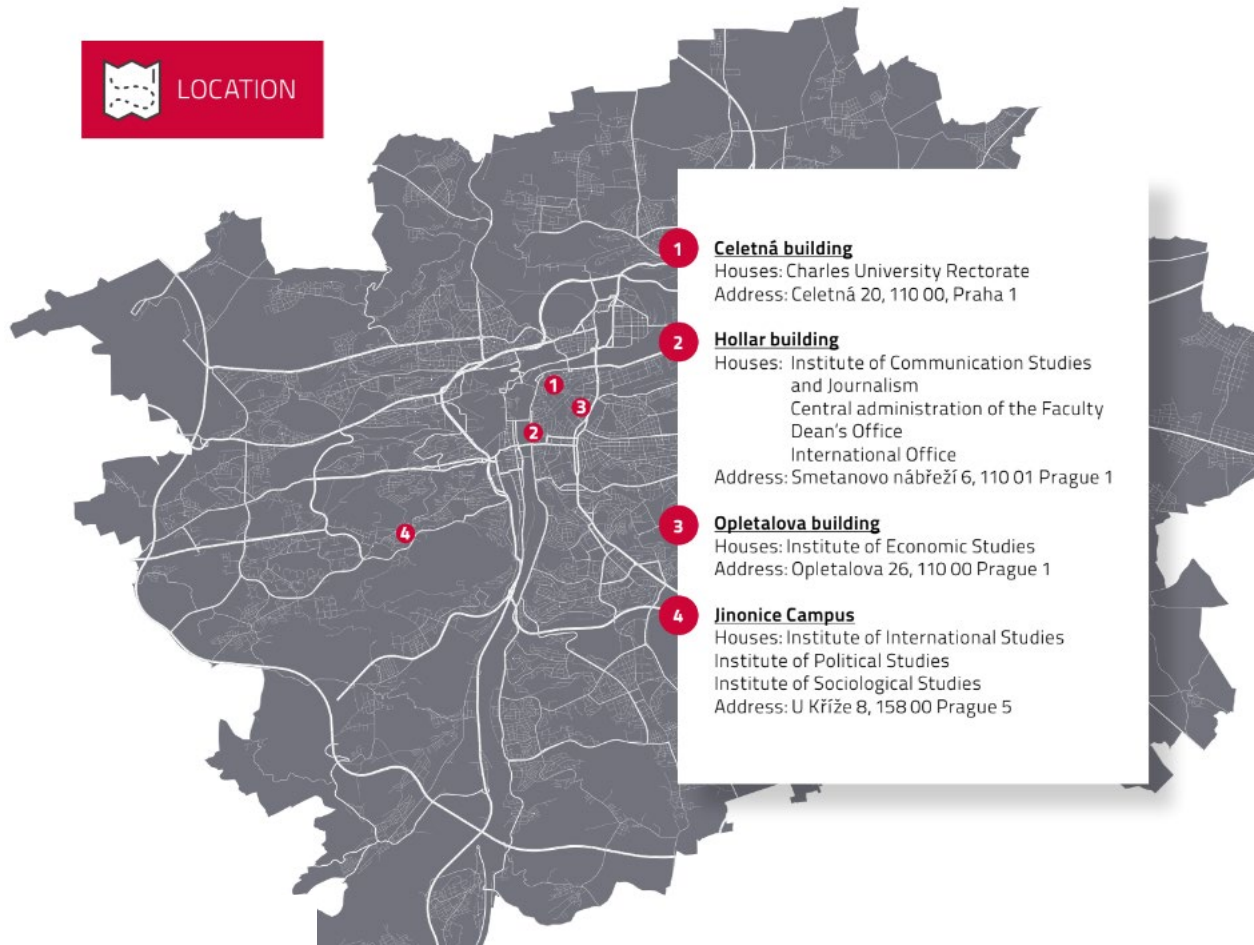 LOCATION
1 Celetná building
Houses: Charles University Rectorate
Address: Celetná 20, 110 00, Praha 1
2 Hollar building
Houses: Institute of Communication Studies
and Journalism
Central administration of the Faculty
Dean's Office
International Office
Address: Smetanovo nábřeží 6, 110 01 Prague 1
3 Opletalova building
Houses: Institute of Economic Studies
Address: Opletalova 26, 110 00 Prague 1
4 Jinonice Campus
Houses: Institute of International Studies
Institute of Political Studies
Institute of Sociological Studies
Address: U Kříže 8, 158 00 Prague 5
1
3
2
4